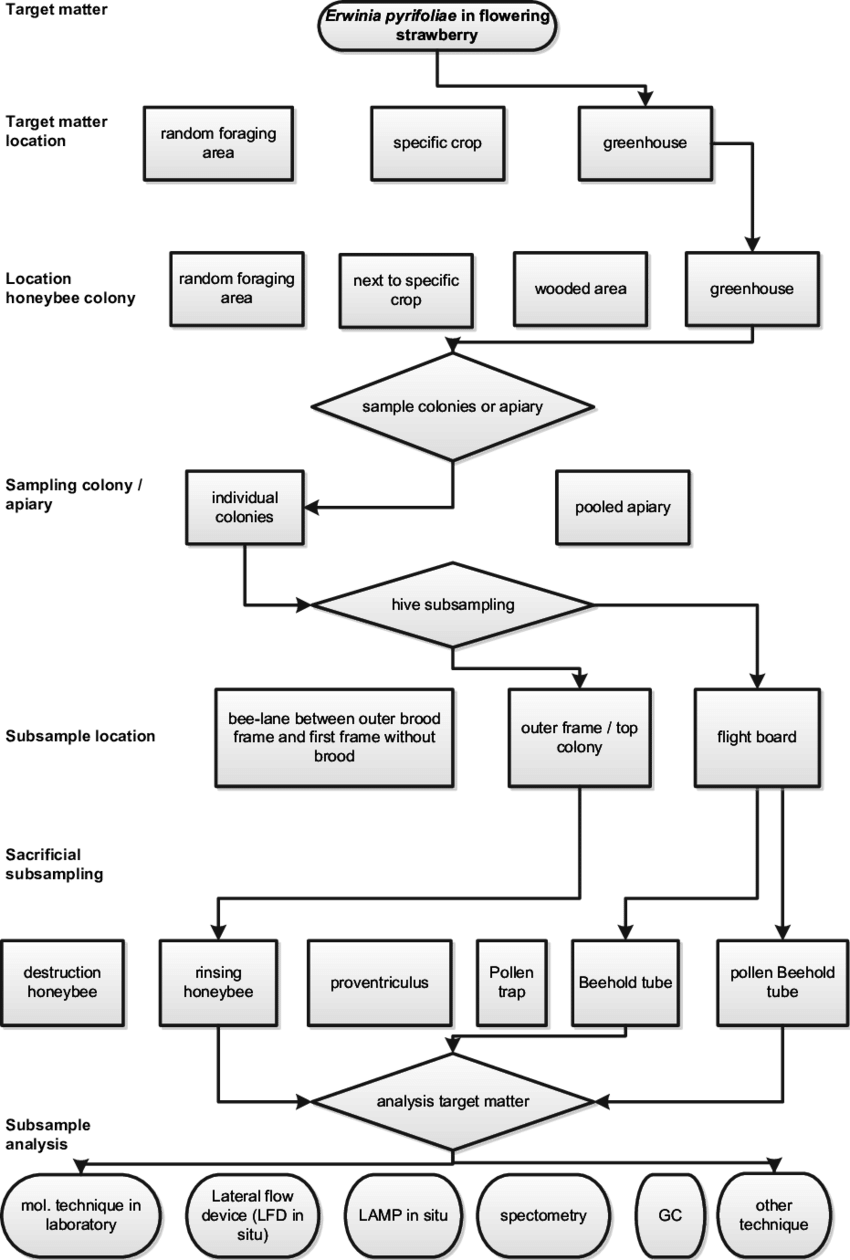 Target matter
Erwinia pyrifoliae in flowering
strawberry
Target matter
location
random foraging
area
specific crop
greenhouse
Location
honeybee colony
random foraging
area
next to specific
crop
wooded area
greenhouse
sample colonies or apiary
Sampling colony /
apiary
individual
colonies
pooled apiary
hive subsampling
Subsample location
bee-lane between outer brood
frame and first frame without
brood
outer frame / top
colony
flight board
Sacrificial
subsampling
destruction
honeybee
rinsing
honeybee
proventriculus
Pollen
trap
Beehold tube
pollen Beehold
tube
analysis target matter
Subsample
analysis
mol. technique in
laboratory
Lateral flow
device (LFD in
situ)
LAMP in situ
spectometry
GC
other
technique